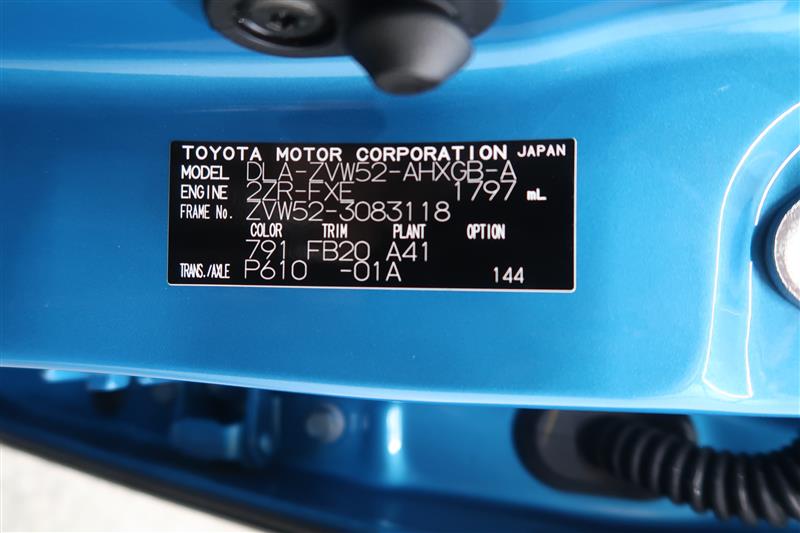 TOYOTA MOTOR CORPORATION JAPAN
MODEL DLA-ZVW52-AHXGB-A
ENGINE 2ZR-FXE 1797 mL
FRAME No. ZVW52-3083118
COLOR TRIM PLANT OPTION
791 FB20 A41
TRANS./AXLE P610 -01A 144